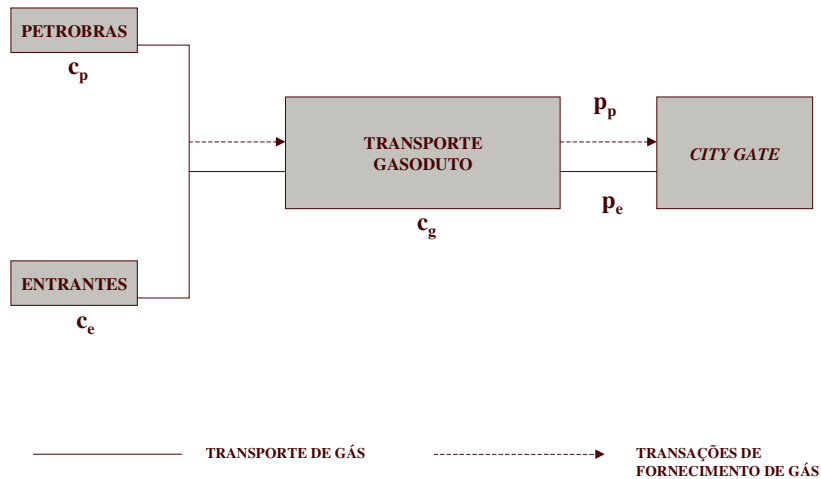 PETROBRAS
cp
TRANSPORTE
GASODUTO
cg
pp
pe
CITY GATE
ENTRANTES
ce
TRANSPORTE DE GÁS
TRANSAÇÕES DE
FORNECIMENTO DE GÁS